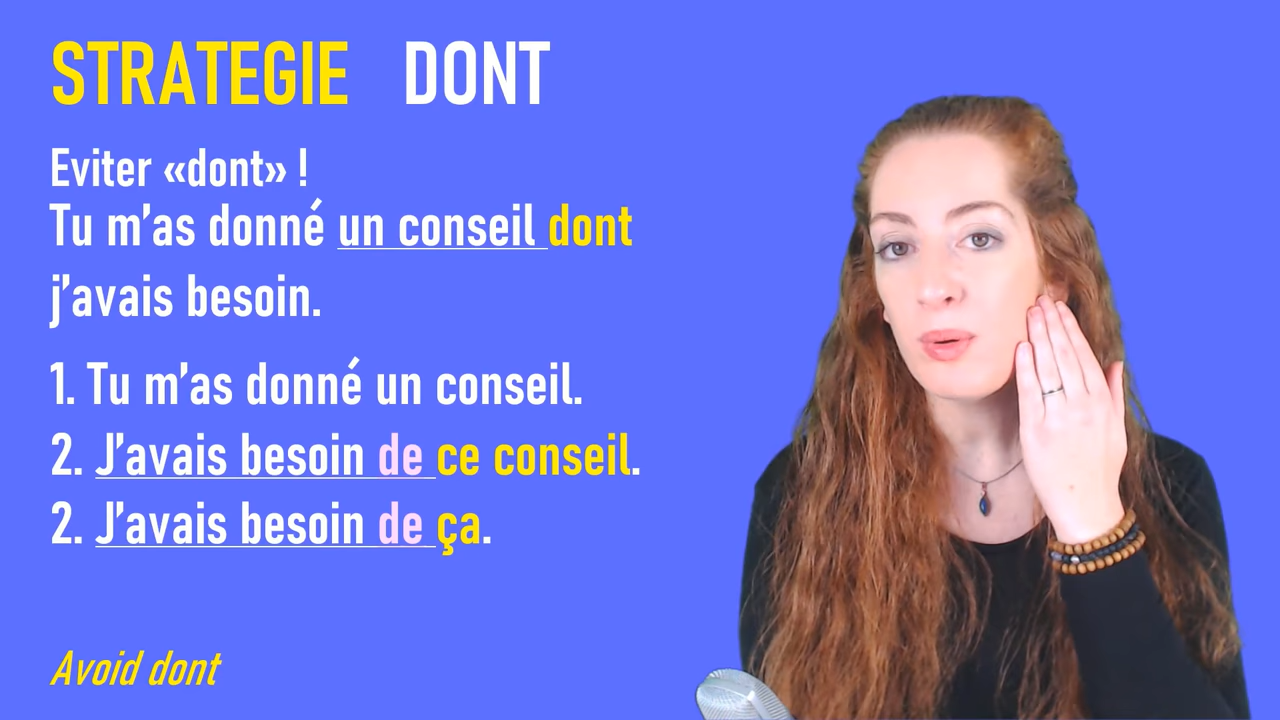 STRATEGIE DONT
Eviter «dont» !
Tu m'as donné un conseil dont
j'avais besoin.
1. Tu m'as donné un conseil.
2. J'avais besoin de ce conseil.
2. J'avais besoin de ça.
Avoid dont